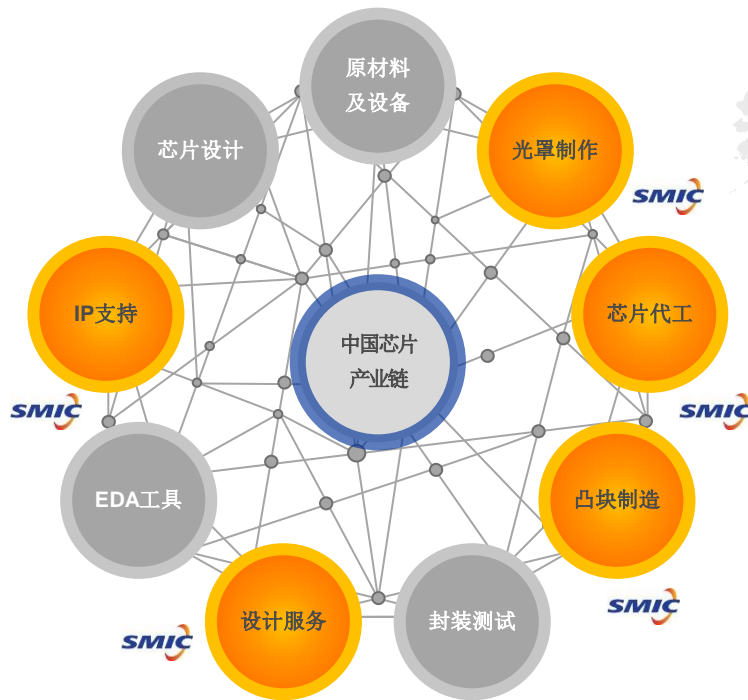 原材料
及设备
芯片设计
光罩制作
SMIC
IP支持
芯片代工
中国芯片
产业链
SMIC
SMIC
EDA工具
凸块制造
SMIC
设计服务
封装测试
SMIC